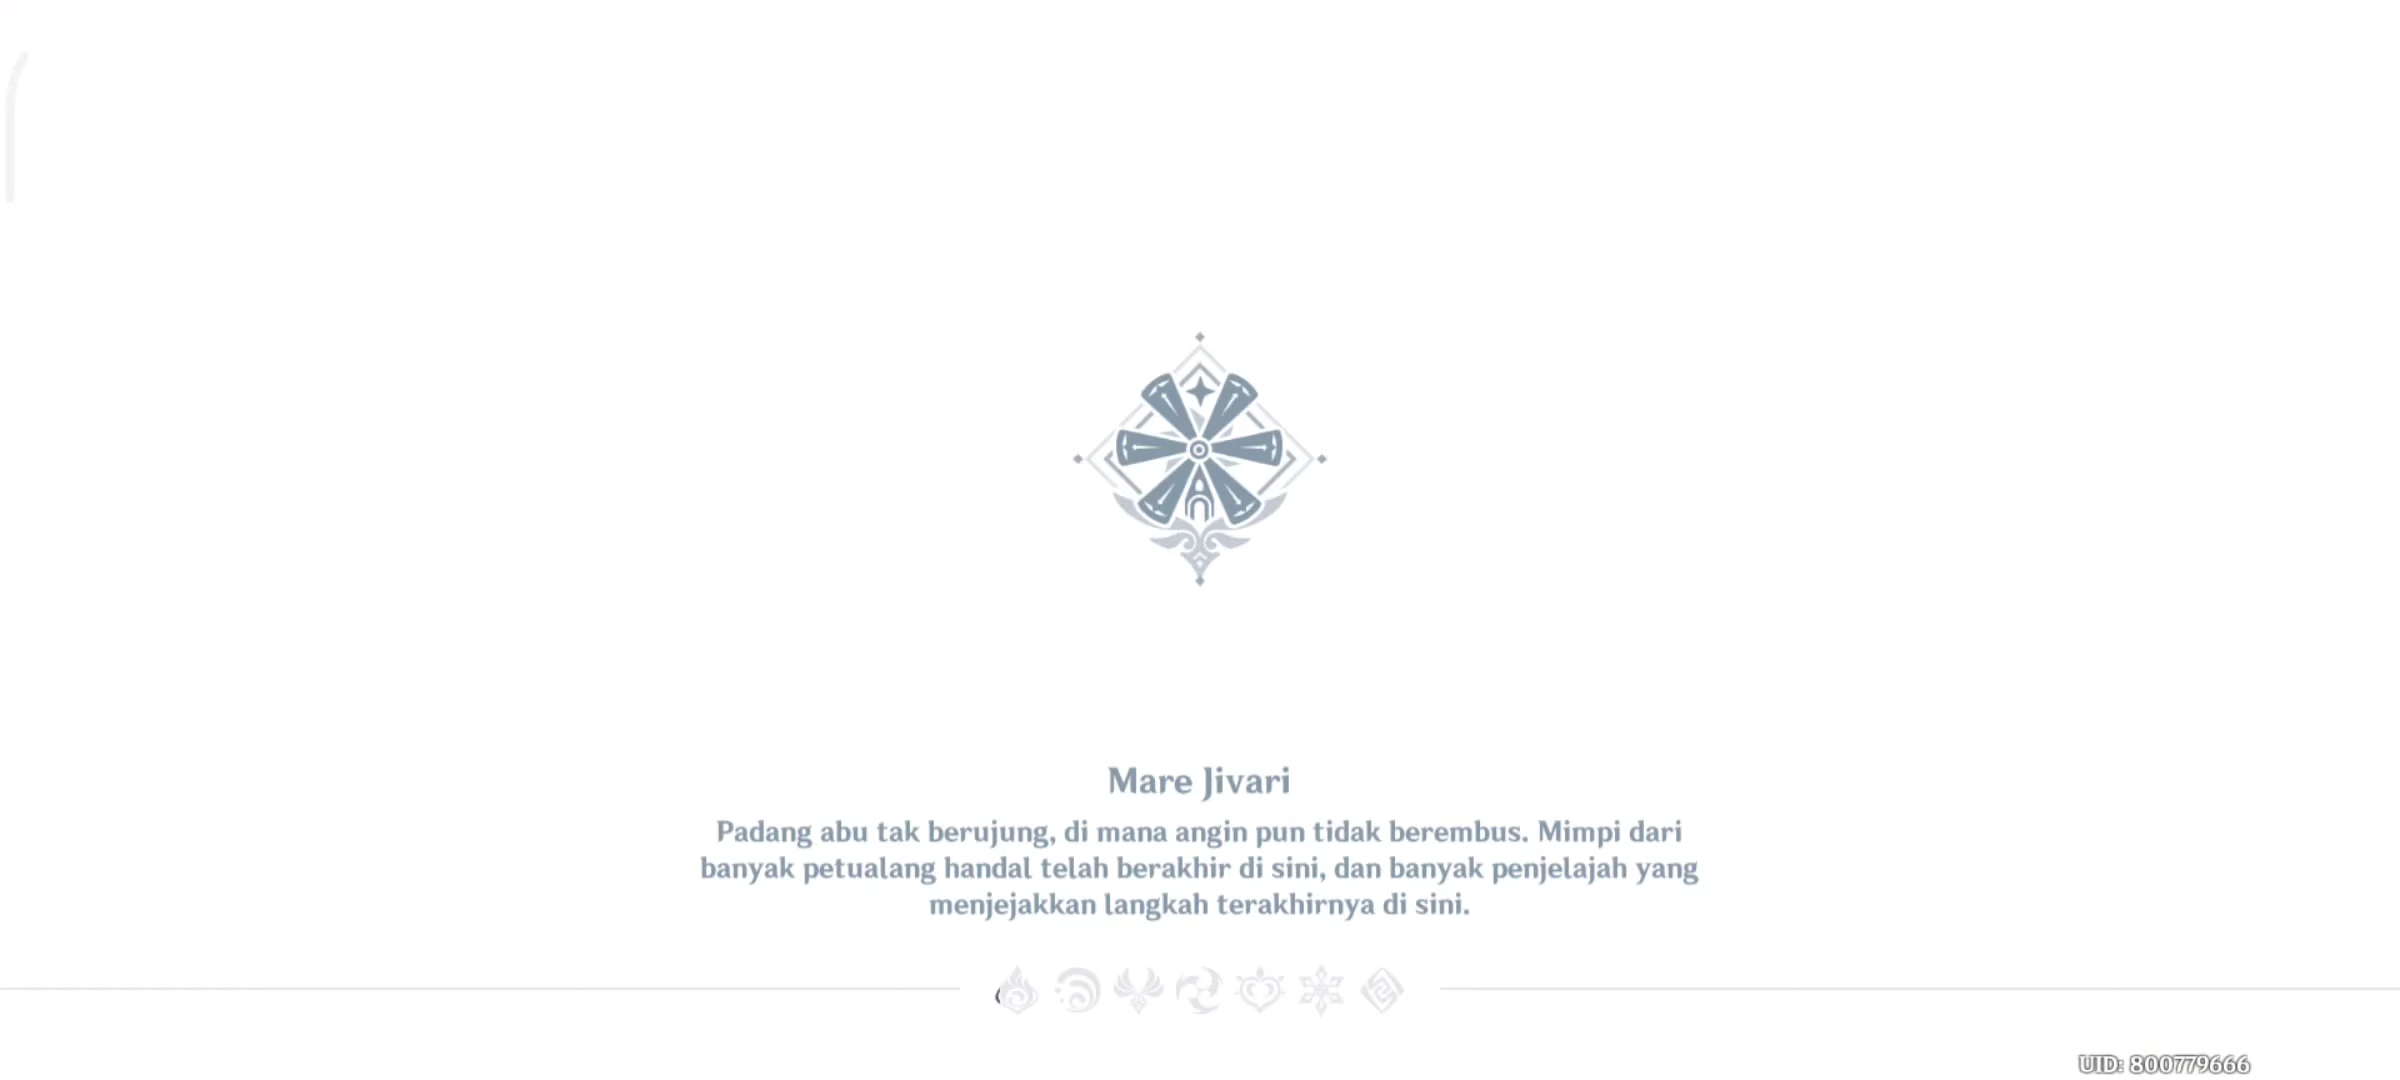 Mare Jivari
Padang abu tak berujung, di mana angin pun tidak berembus. Mimpi dari
banyak petualang handal telah berakhir di sini, dan banyak penjelajah yang
menjejakkan langkah terakhirnya di sini.
UID: 800779666